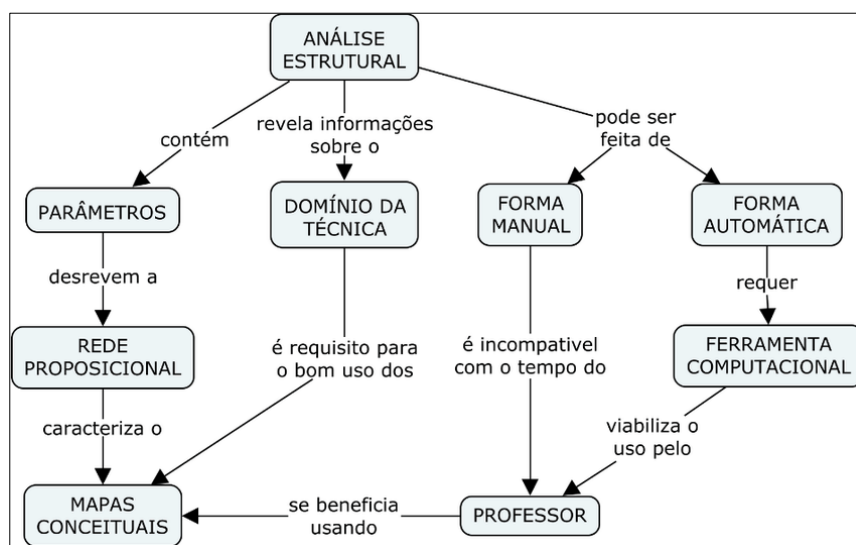 ANÁLISE
ESTRUTURAL
contém
revela informações
sobre o
pode ser
feita de
PARÂMETROS
DOMÍNIO DA
TÉCNICA
FORMA
MANUAL
FORMA
AUTOMÁTICA
desrevem a
requer
REDE
PROPOSICIONAL
é requisito para
o bom uso dos
é incompativel
com o tempo do
FERRAMENTA
COMPUTACIONAL
caracteriza o
viabiliza o
uso pelo
MAPAS
CONCEITUAIS
se beneficia
usando
PROFESSOR